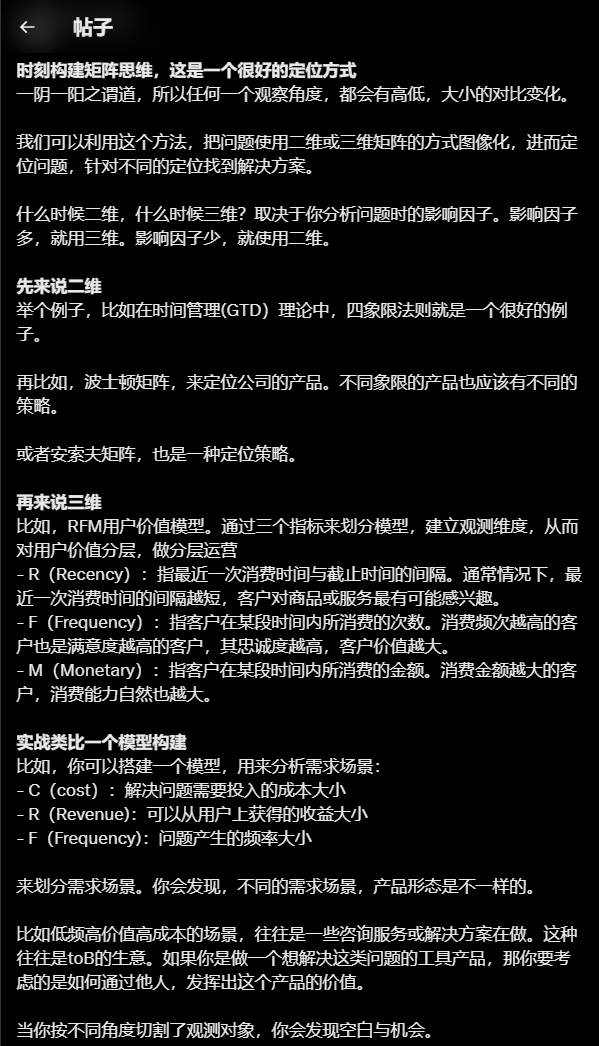 帖子
时刻构建矩阵思维，这是一个很好的定位方式
一阴一阳之谓道，所以任何一个观察角度，都会有高低，大小的对比变化。
我们可以利用这个方法，把问题使用二维或三维矩阵的方式图像化，进而定
位问题，针对不同的定位找到解决方案。
什么时候二维，什么时候三维？取决于你分析问题时的影响因子。影响因子
多，就用三维。影响因子少，就使用二维。
先来说二维
举个例子，比如在时间管理(GTD）理论中，四象限法则就是一个很好的例
子。
再比如，波士顿矩阵，来定位公司的产品。不同象限的产品也应该有不同的
策略。
或者安索夫矩阵，也是一种定位策略。
再来说三维
比如，RFM用户价值模型。通过三个指标来划分模型，建立观测维度，从而
对用户价值分层，做分层运营
- R（Recency）：指最近一次消费时间与截止时间的间隔。通常情况下，最
近一次消费时间的间隔越短，客户对商品或服务最有可能感兴趣。
- F（Frequency）：指客户在某段时间内所消费的次数。消费频次越高的客
户也是满意度越高的客户，其忠诚度越高，客户价值越大。
- M（Monetary）：指客户在某段时间内所消费的金额。消费金额越大的客
户，消费能力自然也越大。
实战类比一个模型构建
比如，你可以搭建一个模型，用来分析需求场景：
- C（cost）：解决问题需要投入的成本大小
- R（Revenue)：可以从用户上获得的收益大小
- F（Frequency)：问题产生的频率大小
来划分需求场景。你会发现，不同的需求场景，产品形态是不一样的。
比如低频高价值高成本的场景，往往是一些咨询服务或解决方案在做。这种
往往是toB的生意。如果你是做一个想解决这类问题的工具产品，那你要考
虑的是如何通过他人，发挥出这个产品的价值。
当你按不同角度切割了观测对象，你会发现空白与机会。